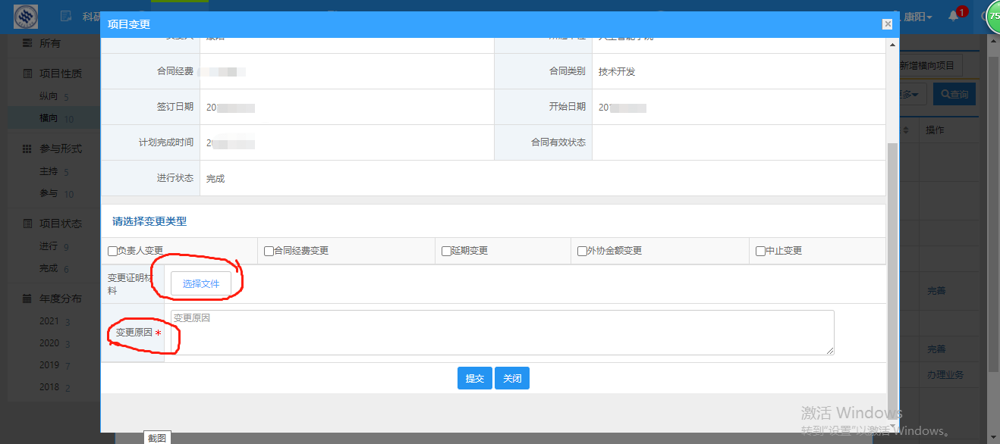 科研
康阳
1
75
项目变更
所有
康阳
人工智能学院
项目性质
纵向 5
横向 10
合同经费
合同类别
技术开发
新增横向项目
更多
查询
签订日期
201
开始日期
201
操作
参与形式
主持 5
参与 10
计划完成时间
2
合同有效状态
进行状态
完成
项目状态
进行 9
完成 6
请选择变更类型
负责人变更
合同经费变更
延期变更
外协金额变更
中止变更
变更证明材
料
选择文件
完善
年度分布
2021 3
2020 3
2019 7
2018 2
变更原因 *
变更原因
完善
办理业务
提交
关闭
激活 Windows
转到"设置"以激活 Windows。
截图